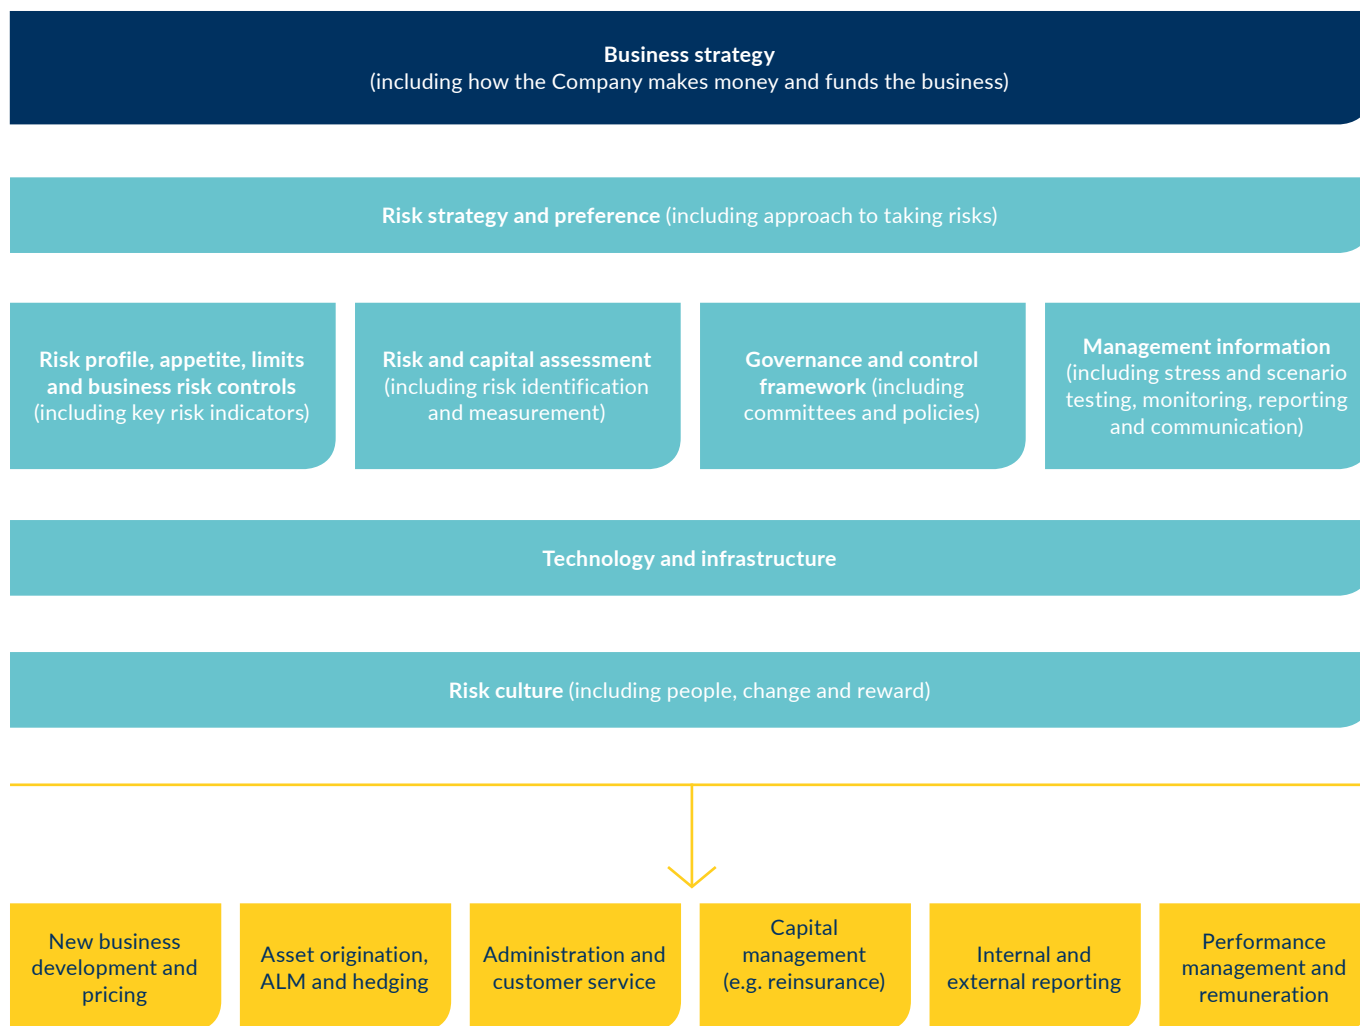 Business strategy
(including how the Company makes money and funds the business)
Risk strategy and preference (including approach to taking risks)
Risk profile, appetite, limits
and business risk controls
(including key risk indicators)
Risk and capital assessment
(including risk identification
and measurement)
Governance and control
framework (including
committees and policies)
Management information
(including stress and scenario
testing, monitoring, reporting
and communication)
Technology and infrastructure
Risk culture (including people, change and reward)
New business
development and
pricing
Asset origination,
ALM and hedging
Administration and
customer service
Capital
management
(e.g. reinsurance)
Internal and
external reporting
Performance
management and
remuneration